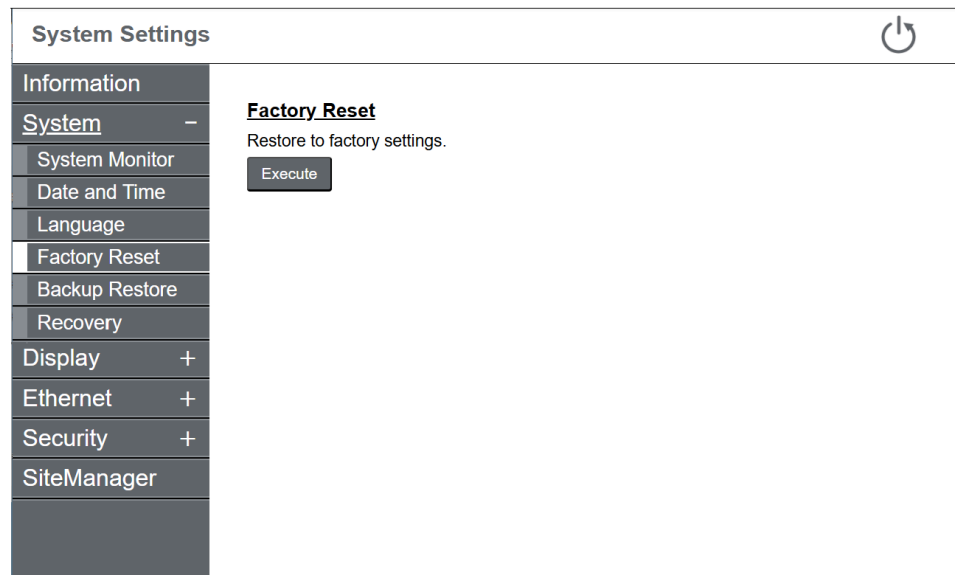 System Settings
Information
System −
System Monitor
Date and Time
Language
Factory Reset
Backup Restore
Recovery
Display +
Ethernet +
Security +
SiteManager
Factory Reset
Restore to factory settings.
Execute